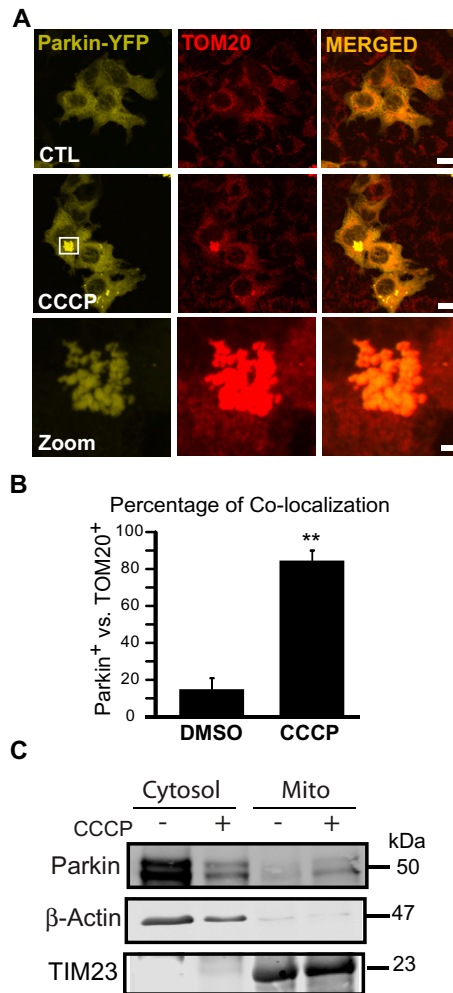 A
Parkin-YFP TOM20 MERGED
CTL
CCCP
Zoom
B
Percentage of Co-localization
Parkin+ vs. TOM20+
100
80
60
40
20
0
**
DMSO CCCP
C
Cytosol Mito
CCCP - + - + kDa
Parkin 50
β-Actin 47
TIM23 23